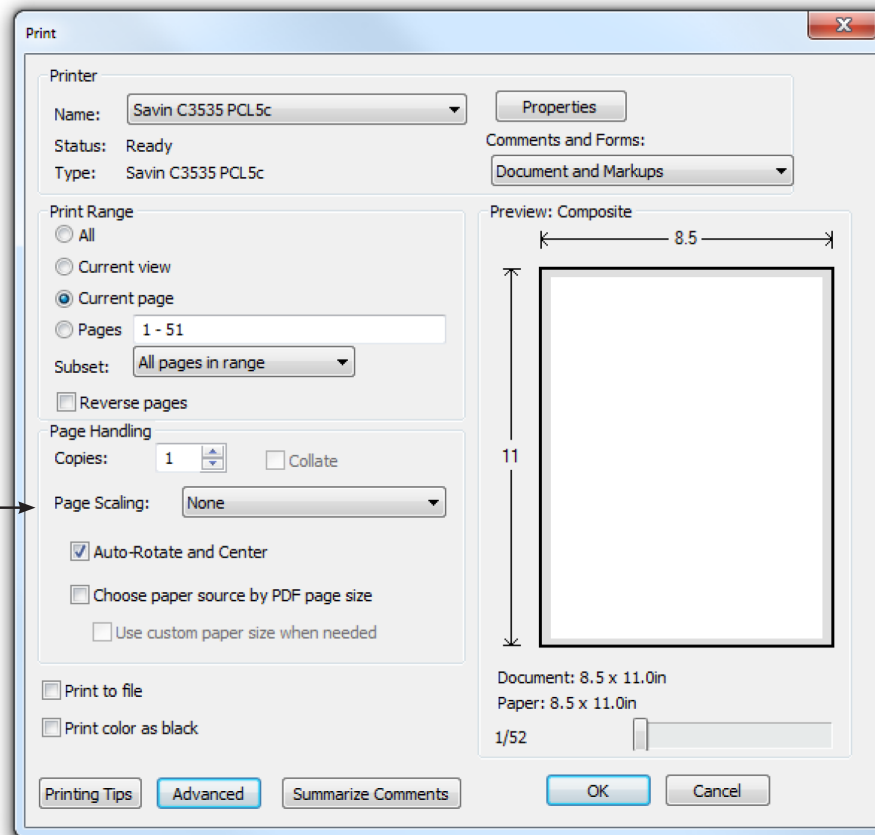 Print
Printer
Name: Savin C3535 PCL5c Properties
Status: Ready Comments and Forms:
Type: Savin C3535 PCL5c Document and Markups
Print Range
All
Current view
Current page
Pages 1 - 51
Subset: All pages in range
Reverse pages
Page Handling
Copies: 1 Collate
Page Scaling: None
Auto-Rotate and Center
Choose paper source by PDF page size
Use custom paper size when needed
Print to file
Print color as black
Preview: Composite
8.5
11
Document: 8.5 x 11.0in
Paper: 8.5 x 11.0in
1/52
Printing Tips Advanced Summarize Comments OK Cancel